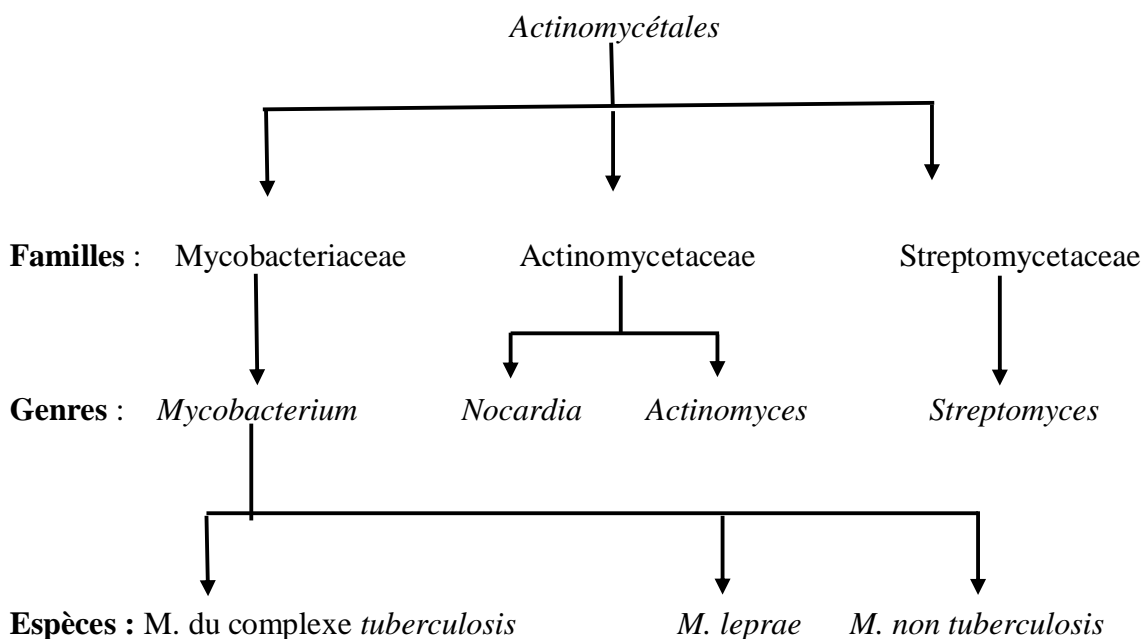 Actinomycétales
Familles : Mycobacteriaceae Actinomycetaceae Streptomycetaceae
Genres : Mycobacterium Nocardia Actinomyces Streptomyces
Espèces : M. du complexe tuberculosis M. leprae M. non tuberculosis